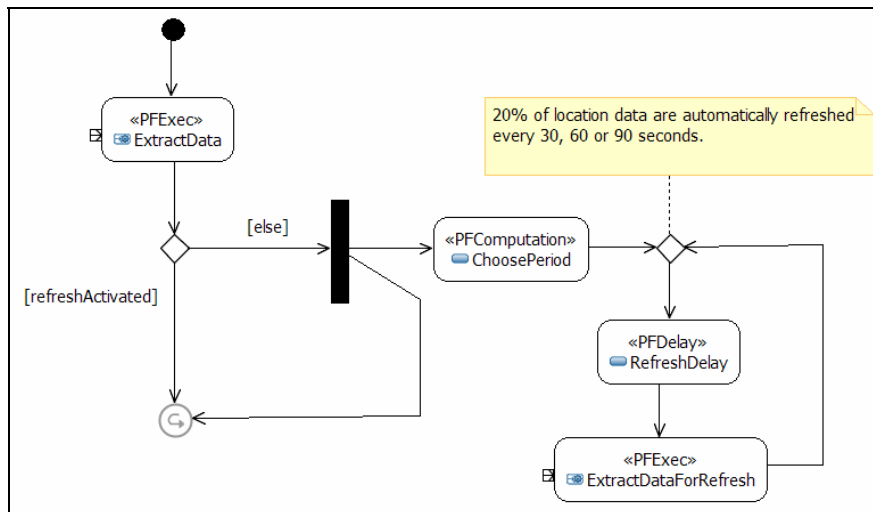 «PFExec»
ExtractData
20% of location data are automatically refreshed
every 30, 60 or 90 seconds.
[else]
«PFComputation»
ChoosePeriod
[refreshActivated]
«PFDelay»
RefreshDelay
«PFExec»
ExtractDataForRefresh